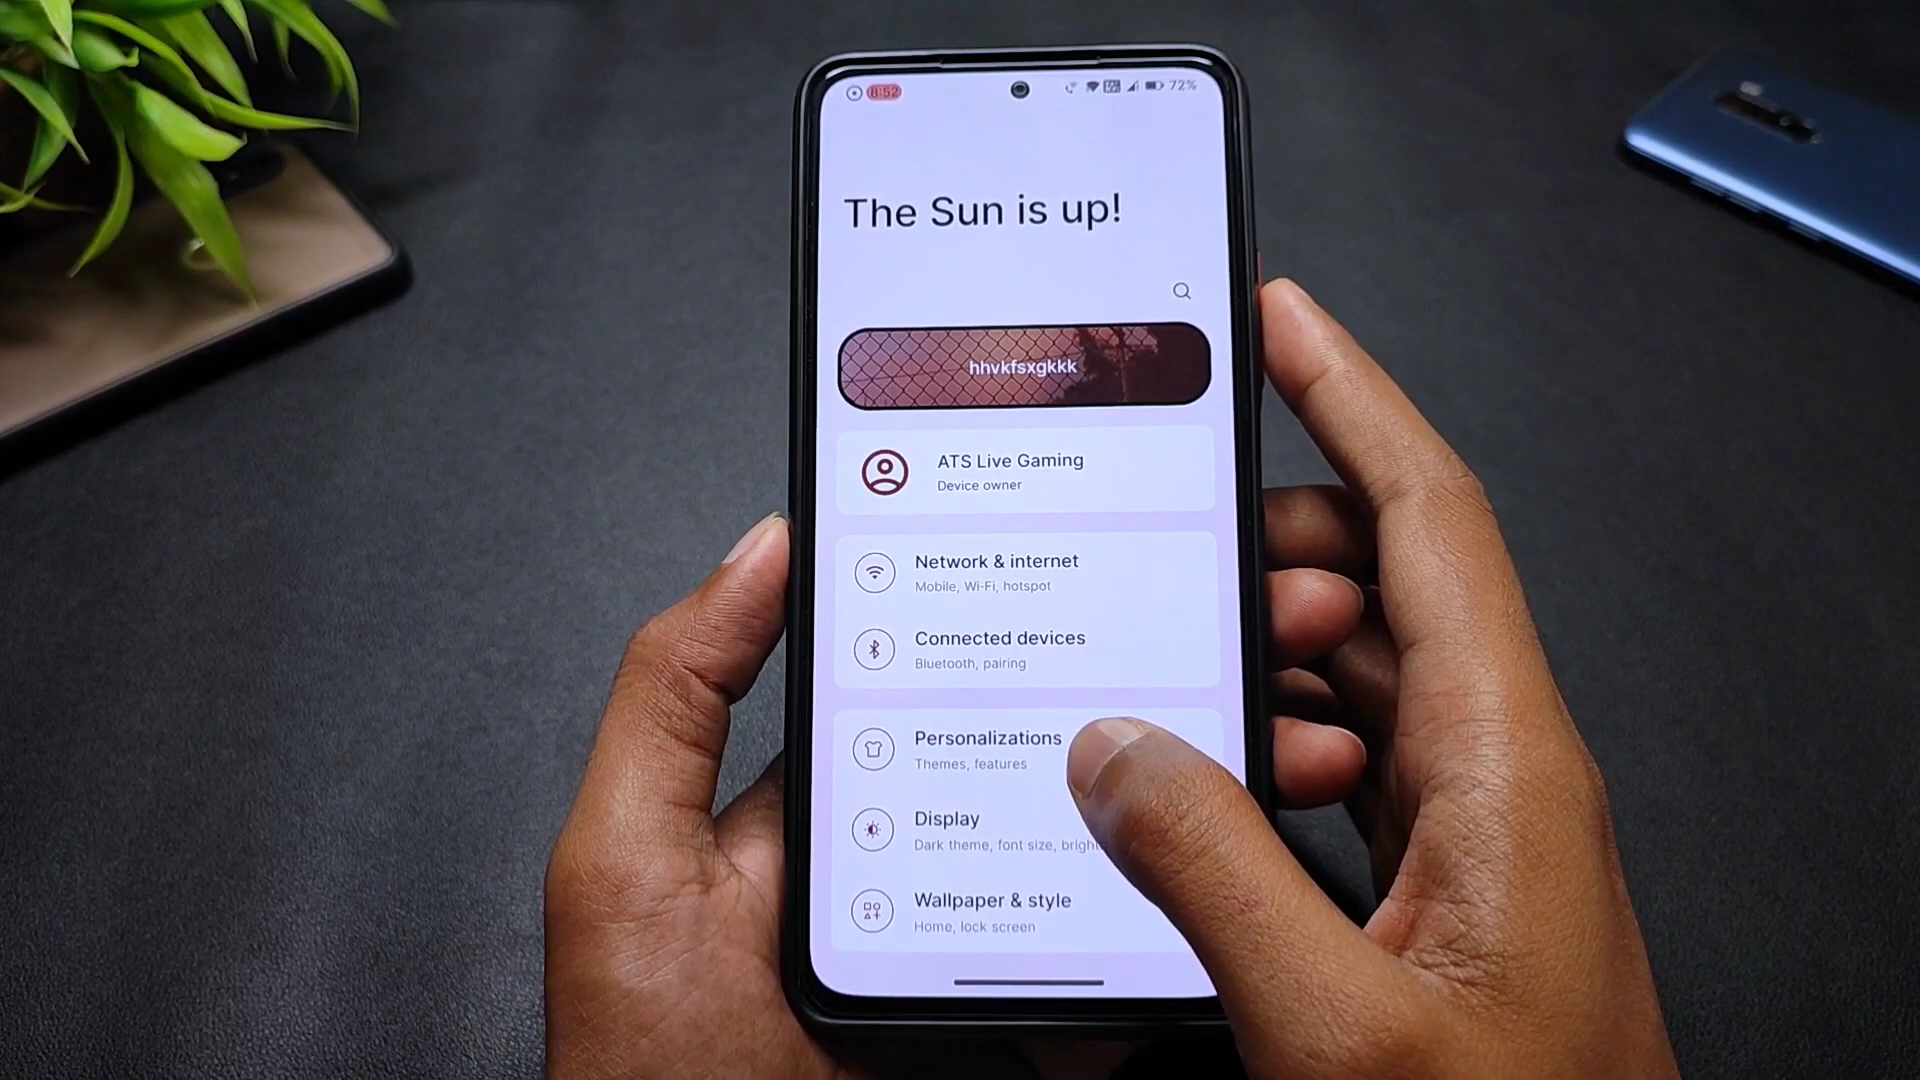 8:52
72%
The Sun is up!
hhvkfsxgkkk
ATS Live Gaming
Device owner
Network & internet
Mobile, Wi-Fi, hotspot
Connected devices
Bluetooth, pairing
Personalizations
Themes, features
Display
Dark theme, font size, bright
Wallpaper & style
Home, lock screen